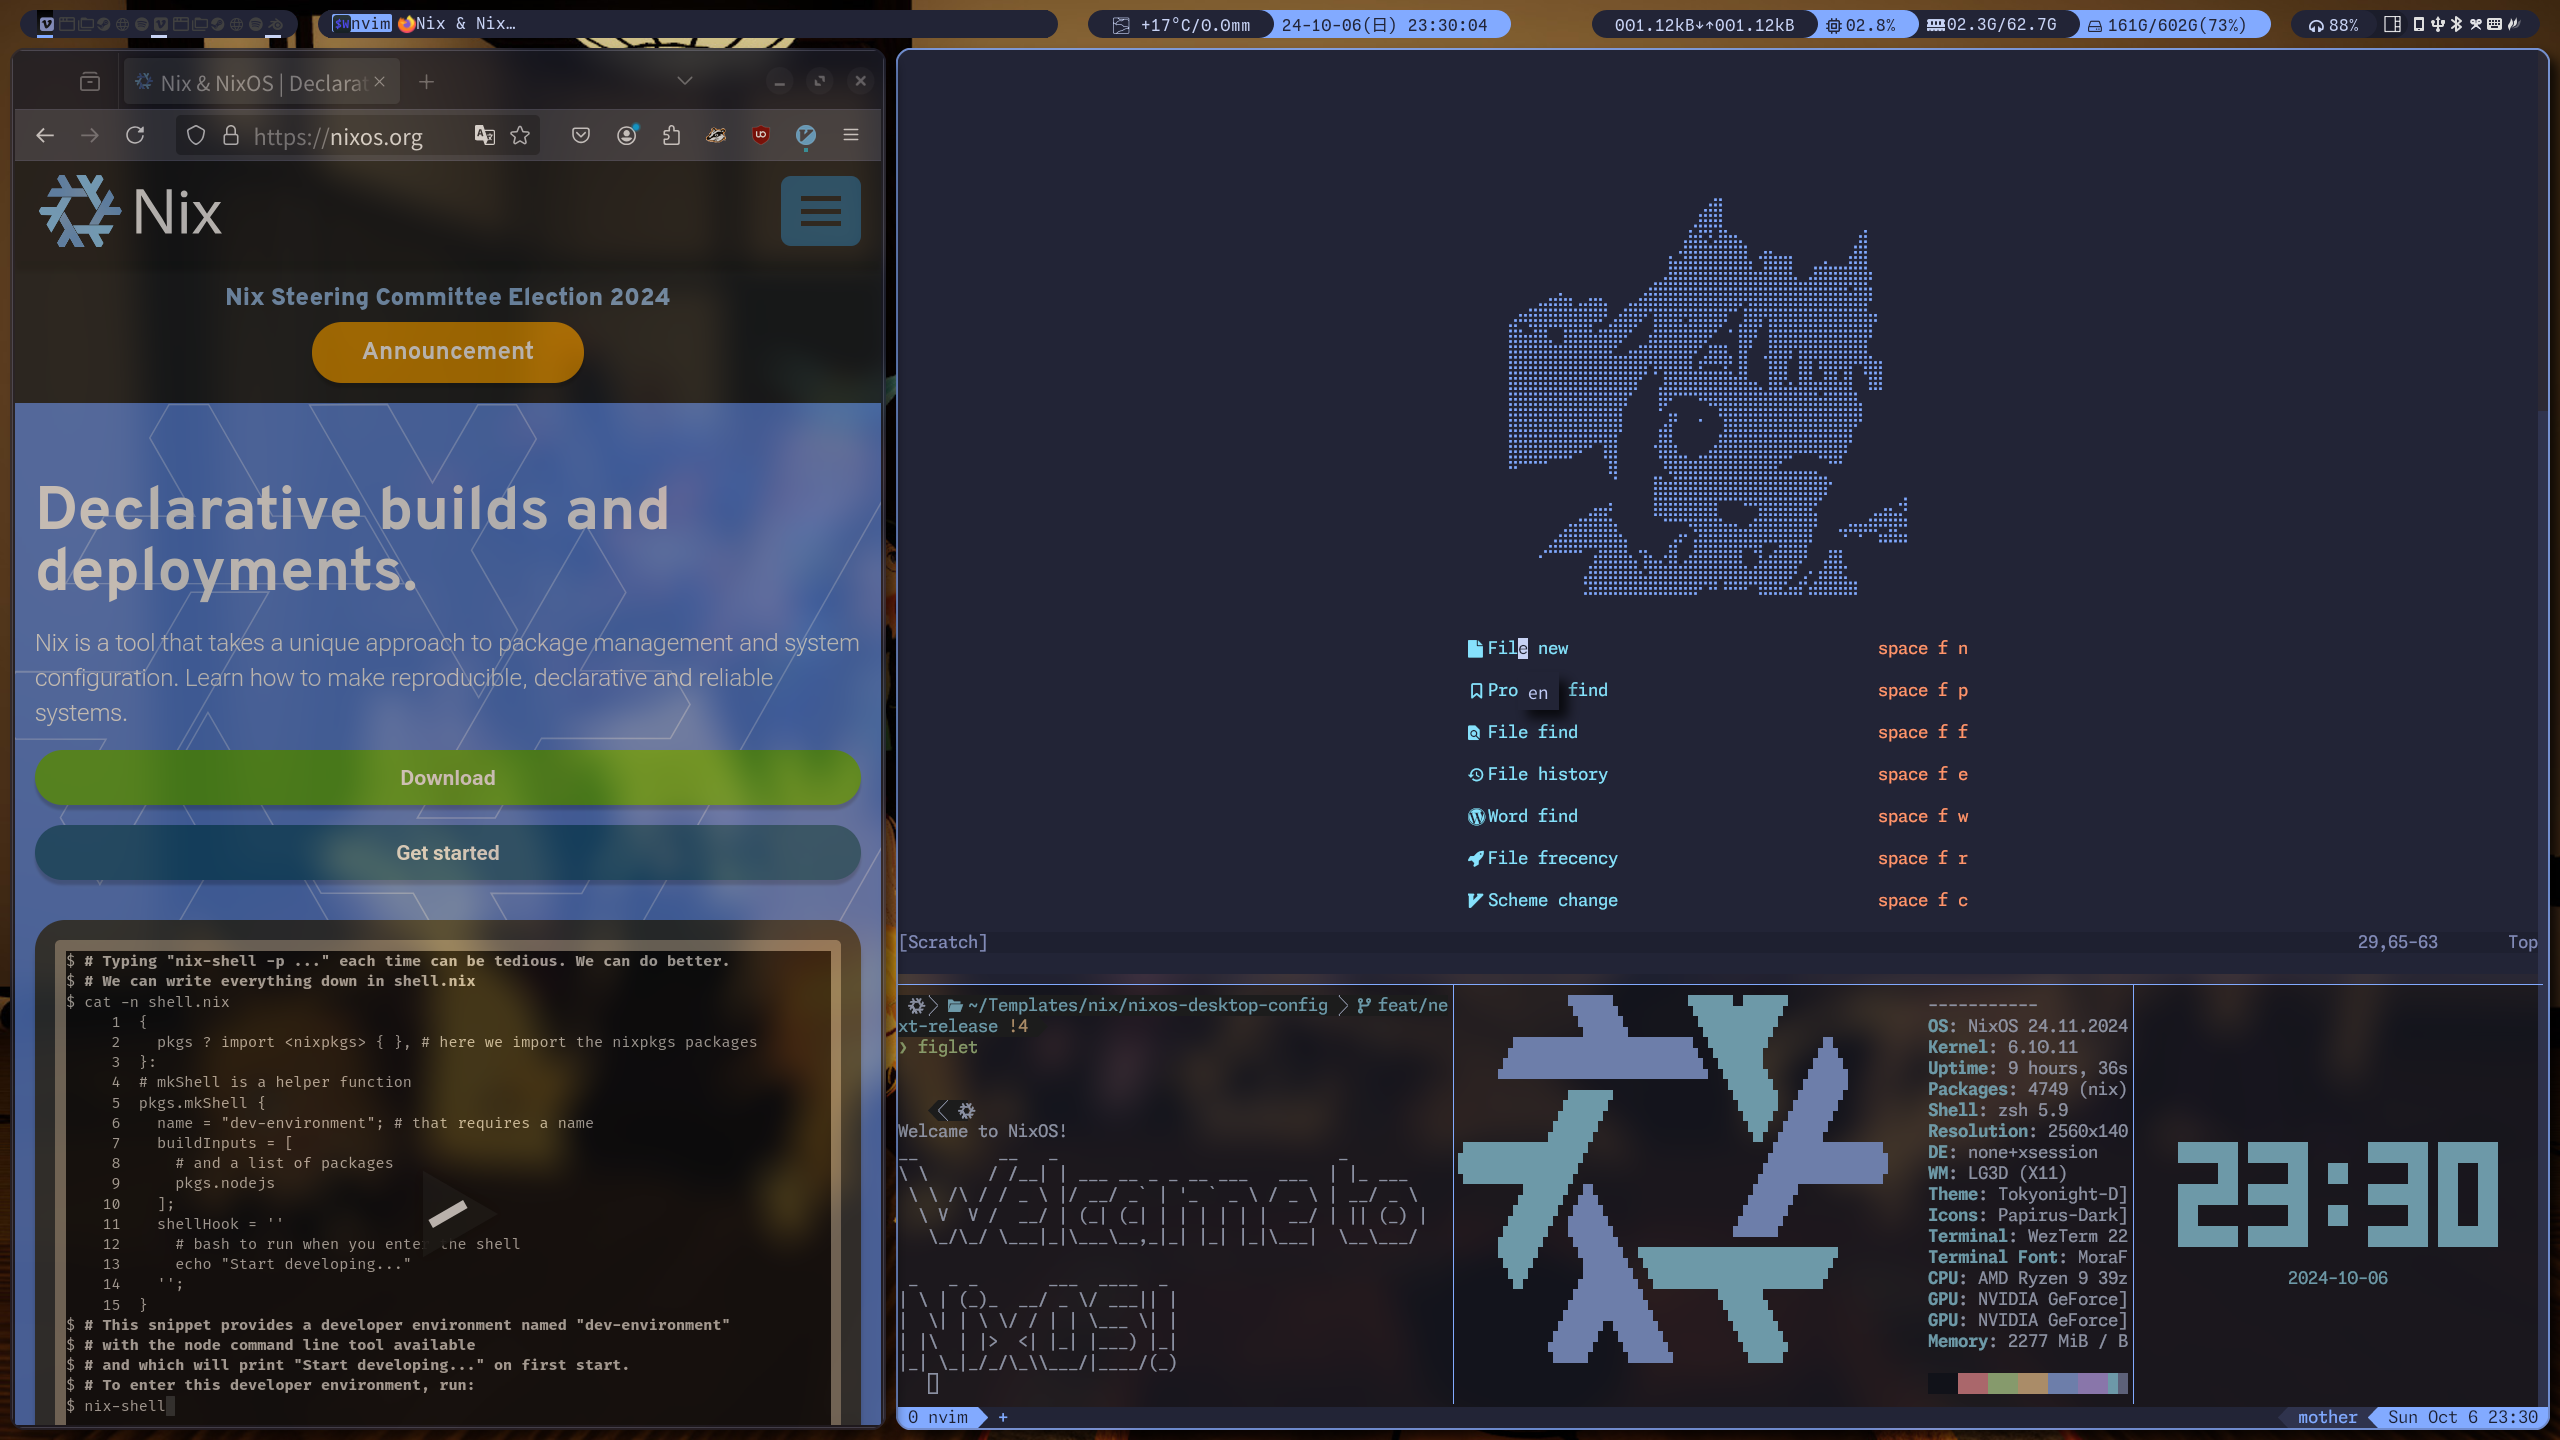 nvim Nix & Nix…
+17°C/0.0mm
24-10-06(日) 23:30:04
001.12kB↓↑001.12kB
02.8%
02.3G/62.7G
161G/602G(73%)
88%
Nix & NixOS | Declarat
https://nixos.org
Nix
Nix Steering Committee Election 2024
Announcement
Declarative builds and
deployments.
Nix is a tool that takes a unique approach to package management and system
configuration. Learn how to make reproducible, declarative and reliable
systems.
Download
Get started
$ # Typing "nix-shell -p ..." each time can be tedious. We can do better.
$ # We can write everything down in shell.nix
$ cat -n shell.nix
1 {
2 pkgs ? import <nixpkgs> { }, # here we import the nixpkgs packages
3 }:
4 # mkShell is a helper function
5 pkgs.mkShell {
6 name = "dev-environment"; # that requires a name
7 buildInputs = [
8 # and a list of packages
9 pkgs.nodejs
10 ];
11 shellHook = ''
12 # bash to run when you enter the shell
13 echo "Start developing..."
14 '';
15 }
$ # This snippet provides a developer environment named "dev-environment"
$ # with the node command line tool available
$ # and which will print "Start developing..." on first start.
$ # To enter this developer environment, run:
$ nix-shell
File new space f n
Pro find space f p
en
File find space f f
File history space f e
Word find space f w
File frecency space f r
Scheme change space f c
[Scratch] 29,65-63 Top
~/Templates/nix/nixos-desktop-config feat/ne
xt-release !4
❯ figlet
Welcame to NixOS!
Welcame to
NixOS!
-----------
OS: NixOS 24.11.2024
Kernel: 6.10.11
Uptime: 9 hours, 36s
Packages: 4749 (nix)
Shell: zsh 5.9
Resolution: 2560x140
DE: none+xsession
WM: LG3D (X11)
Theme: Tokyonight-D]
Icons: Papirus-Dark]
Terminal: WezTerm 22
Terminal Font: MoraF
CPU: AMD Ryzen 9 39z
GPU: NVIDIA GeForce]
GPU: NVIDIA GeForce]
Memory: 2277 MiB / B
23:30
2024-10-06
0 nvim +
mother Sun Oct 6 23:30